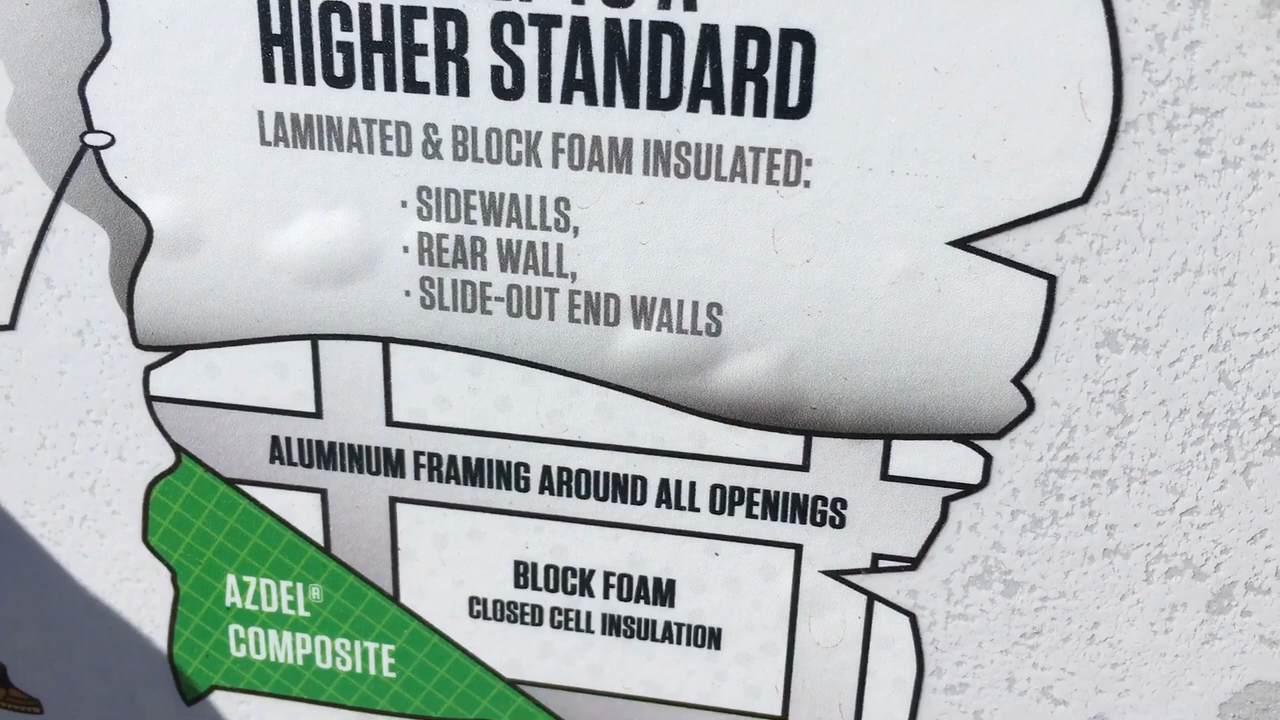 HIGHER STANDARD
LAMINATED & BLOCK FOAM INSULATED:
· SIDEWALLS,
· REAR WALL,
· SLIDE-OUT END WALLS
ALUMINUM FRAMING AROUND ALL OPENINGS
BLOCK FOAM
CLOSED CELL INSULATION
AZDEL®
COMPOSITE